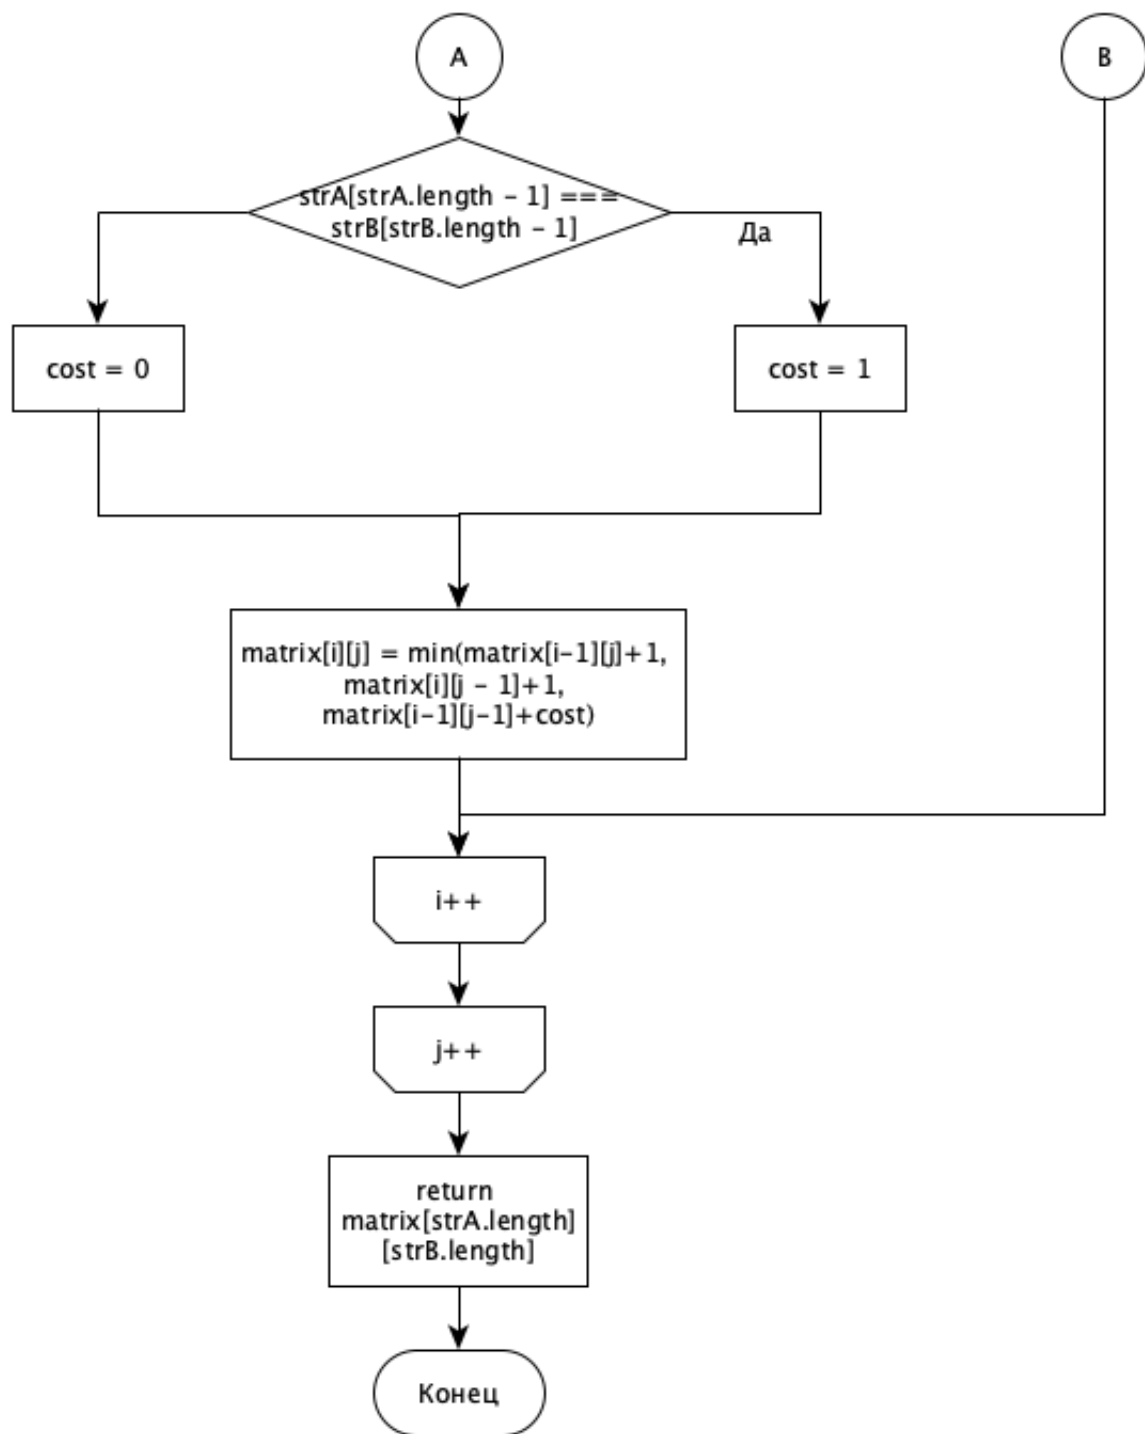 A
B
strA[strA.length - 1] ===
strB[strB.length - 1]
Да
cost = 0
cost = 1
matrix[i][j] = min(matrix[i-1][j]+1,
matrix[i][j - 1]+1,
matrix[i-1][j-1]+cost)
i++
j++
return
matrix[strA.length]
[strB.length]
Конец